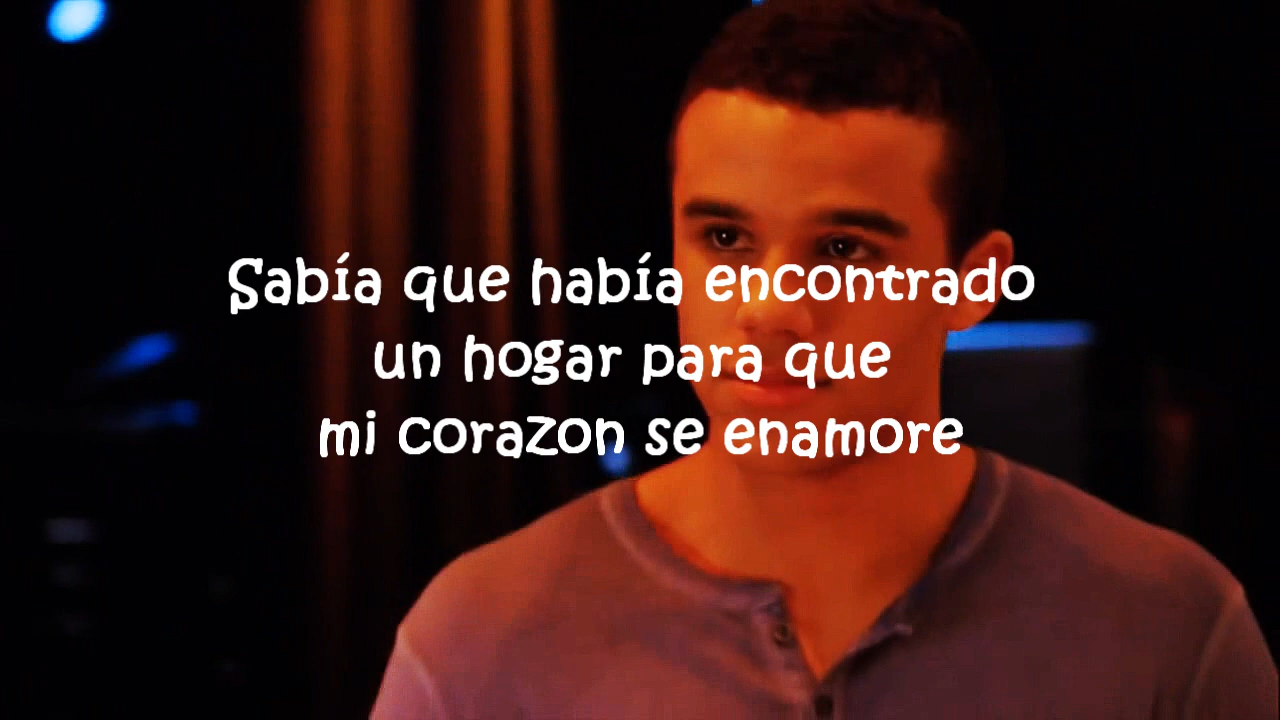 Sabía que había encontrado
un hogar para que
mi corazon se enamore